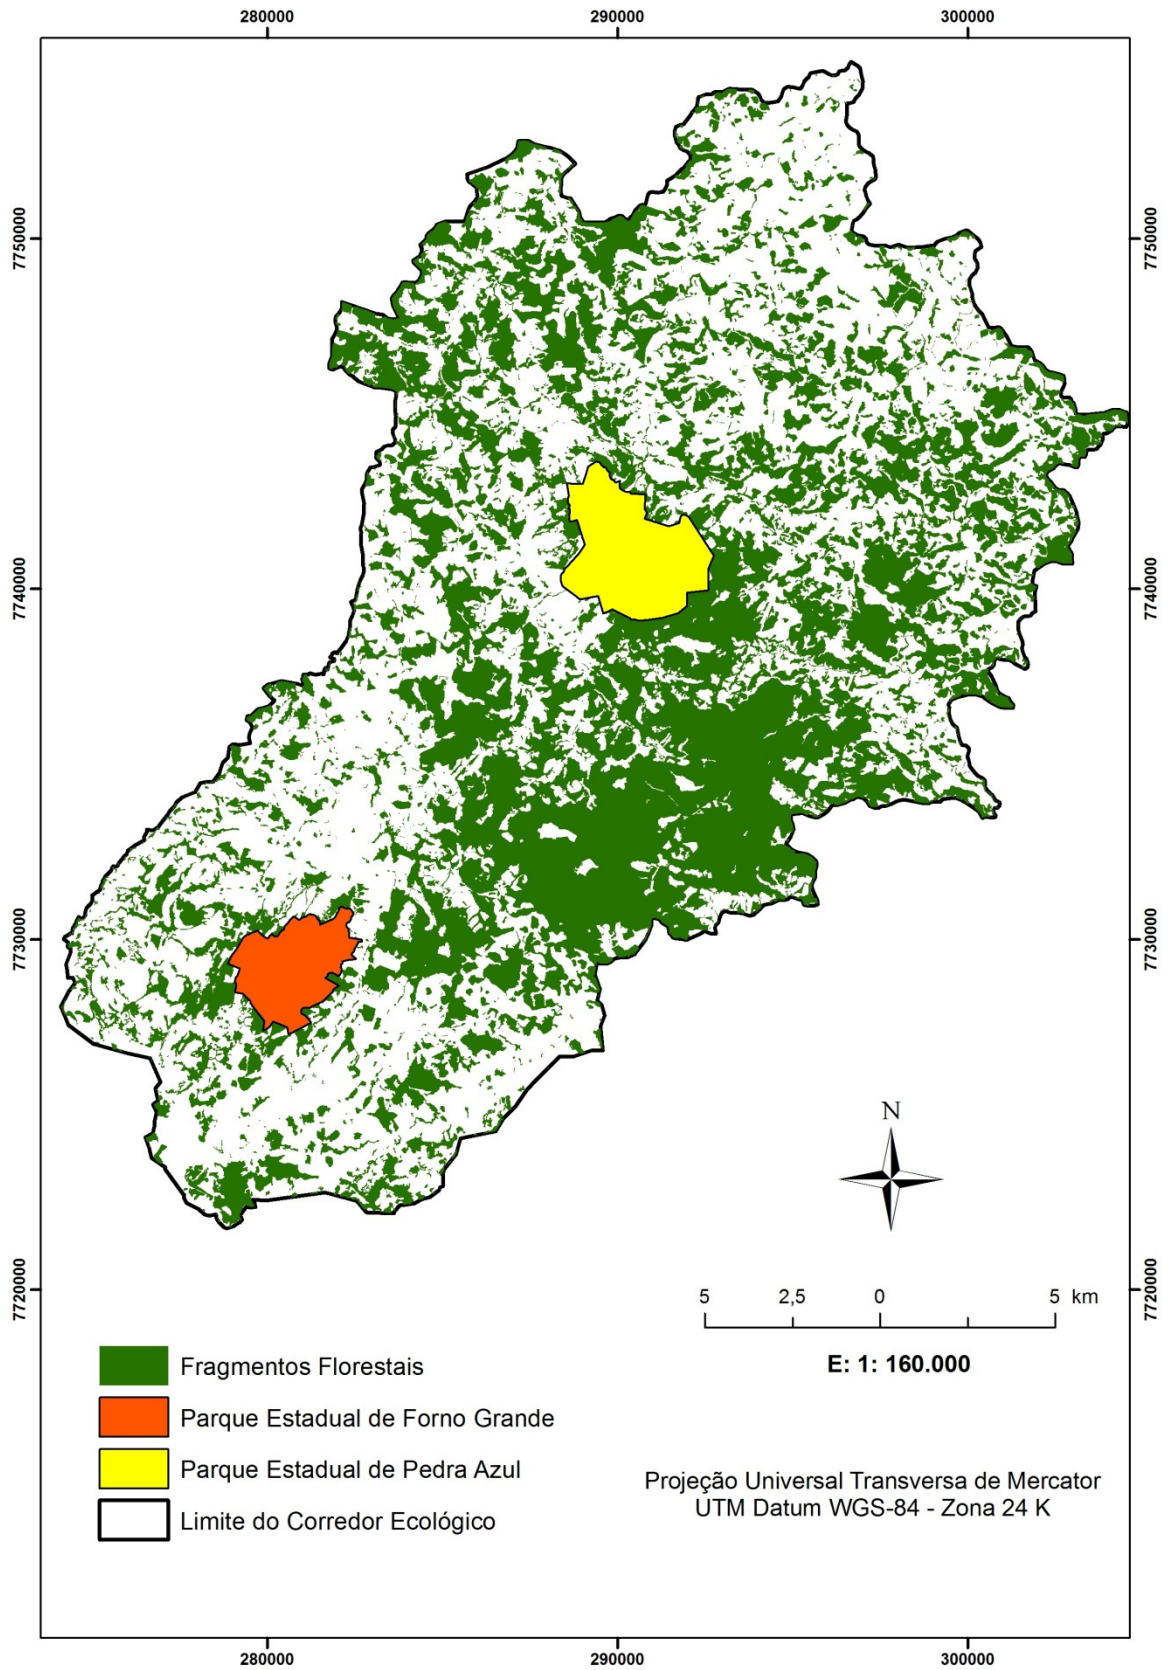 280000 290000 300000
7750000 7750000
7740000 7740000
7730000 7730000
7720000 7720000
N
5 2,5 0 5 km
E: 1: 160.000
Fragmentos Florestais
Parque Estadual de Forno Grande
Parque Estadual de Pedra Azul
Limite do Corredor Ecológico
Projeção Universal Transversa de Mercator
UTM Datum WGS-84 - Zona 24 K
280000 290000 300000